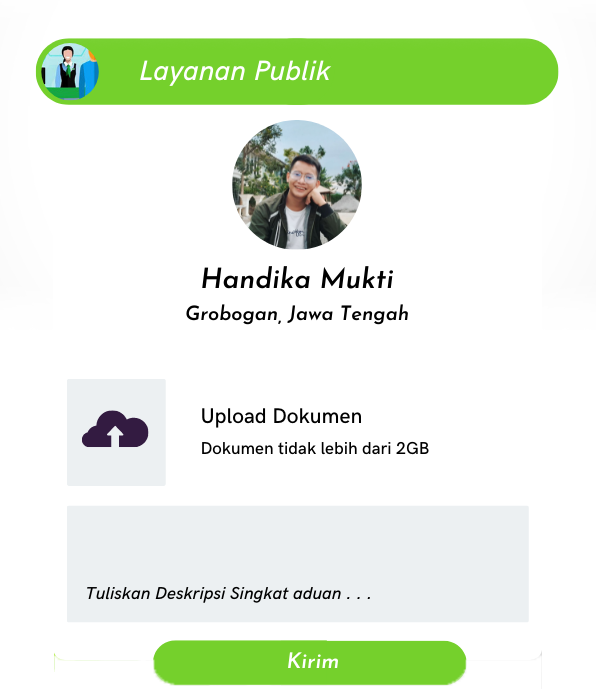 Layanan Publik
Handika Mukti
Grobogan, Jawa Tengah
Upload Dokumen
Dokumen tidak lebih dari 2GB
Tuliskan Deskripsi Singkat aduan . . .
Kirim